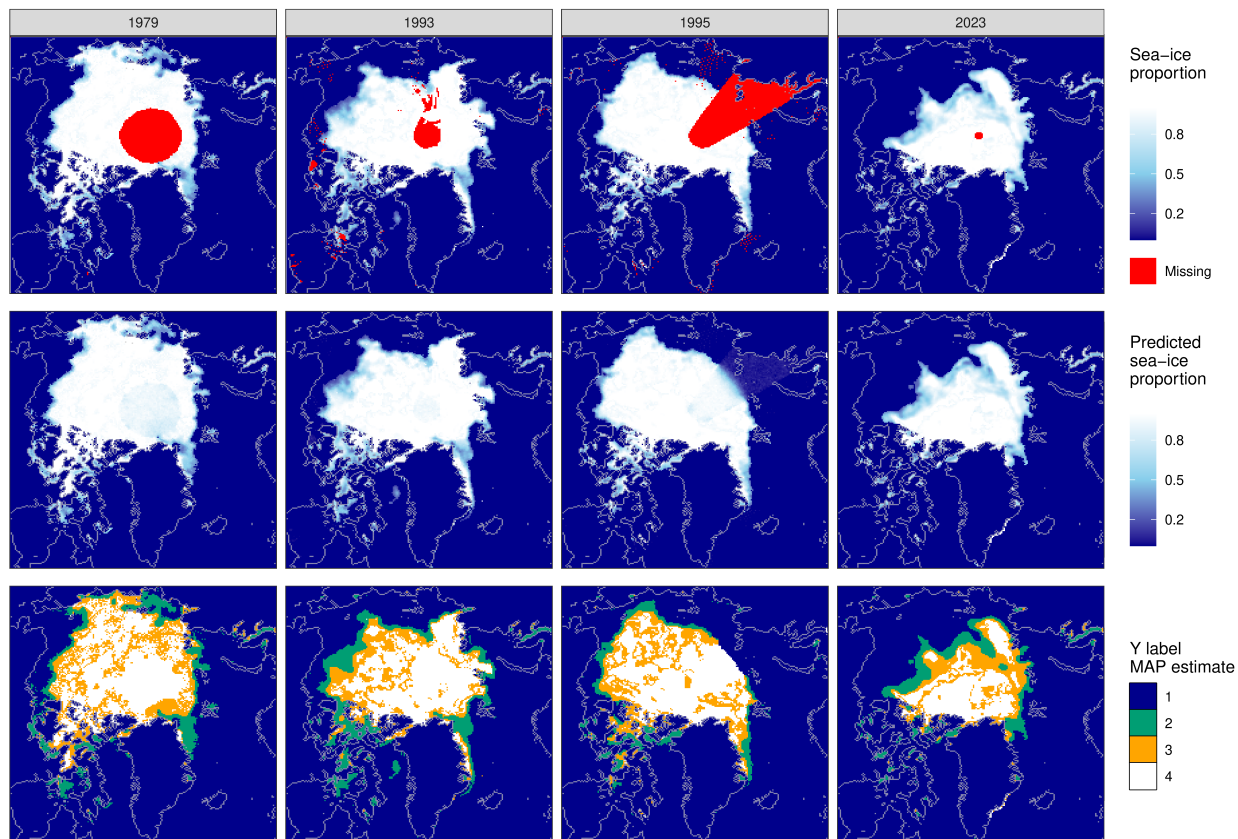 1979
1993
1995
2023
Sea−ice
proportion
0.8
0.5
0.2
Missing
Predicted
sea−ice
proportion
0.8
0.5
0.2
Y label
MAP estimate
1
2
3
4